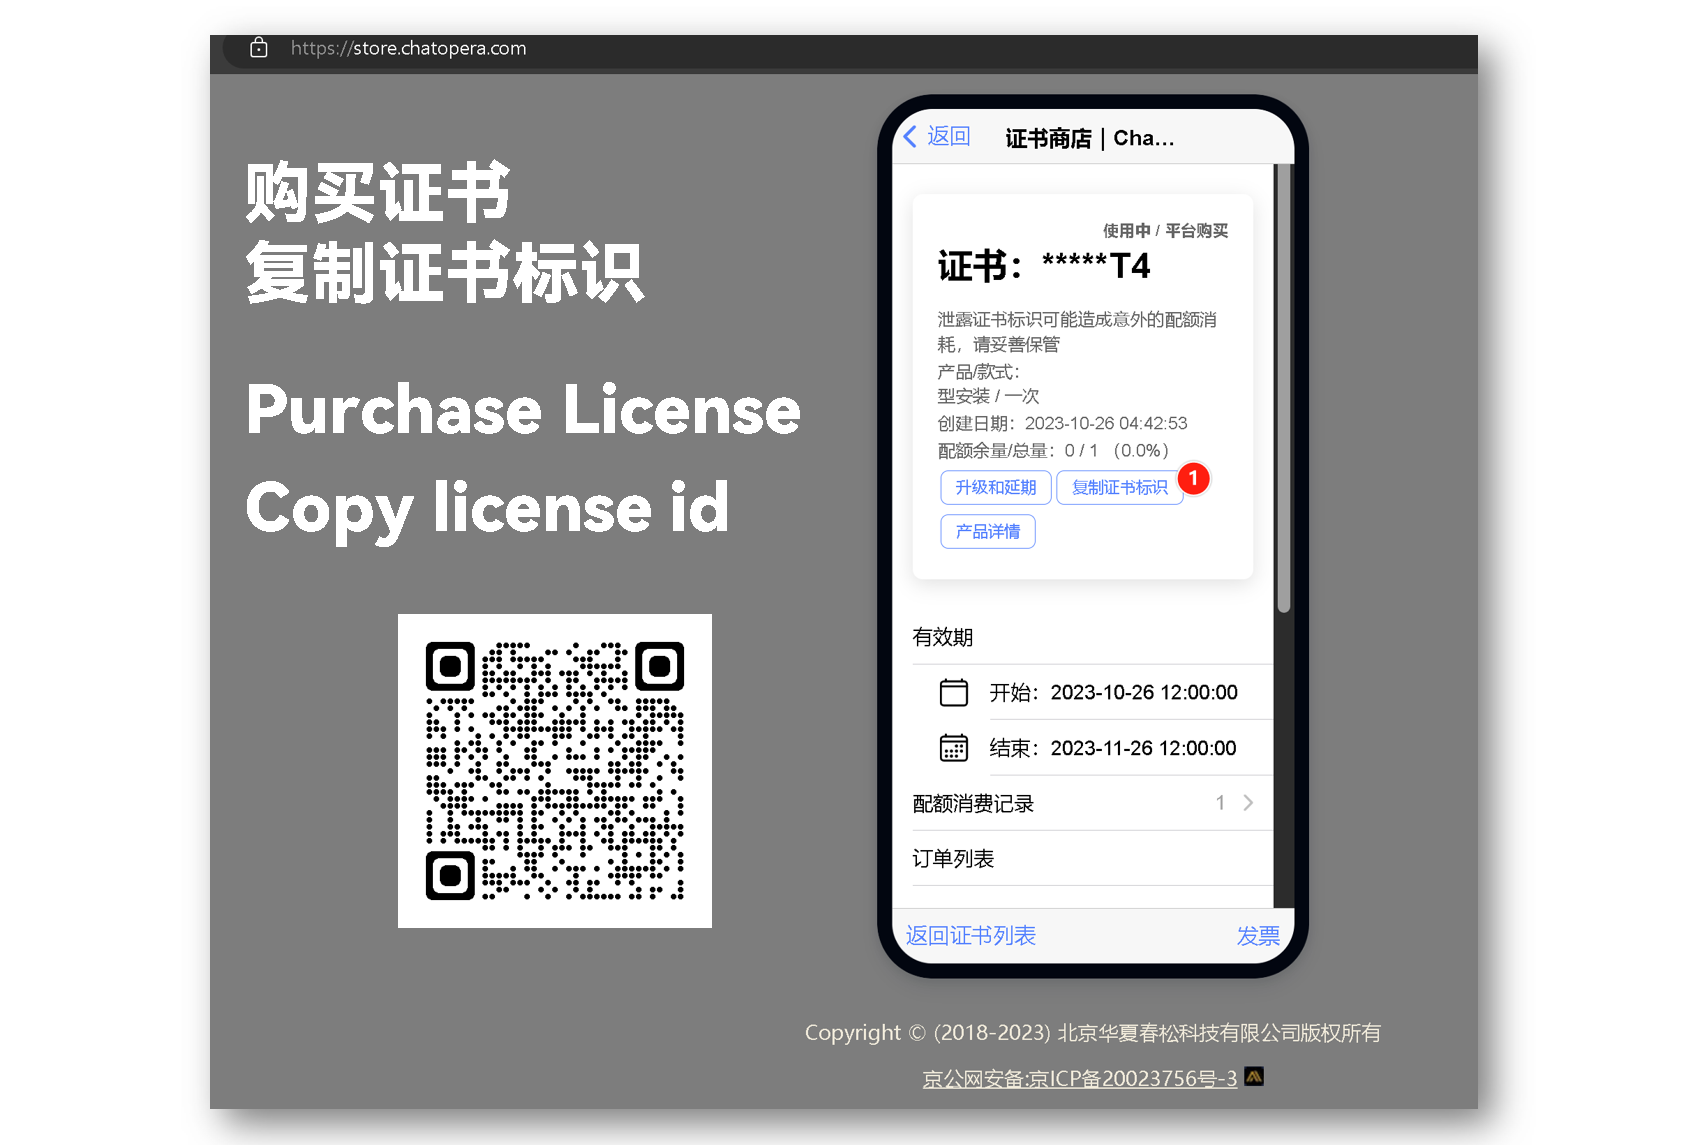 https://store.chatopera.com
购买证书
复制证书标识
Purchase License
Copy license id
返回
证书商店 | Cha...
使用中 / 平台购买
证书：*****T4
泄露证书标识可能造成意外的配额消
耗，请妥善保管
产品/款式：
型安装 / 一次
创建日期：2023-10-26 04:42:53
配额余量/总量：0 / 1 （0.0%）
升级和延期
复制证书标识
1
产品详情
有效期
开始：2023-10-26 12:00:00
结束：2023-11-26 12:00:00
配额消费记录 1
订单列表
返回证书列表
发票
Copyright © (2018-2023) 北京华夏春松科技有限公司版权所有
京公网安备:京ICP备20023756号-3